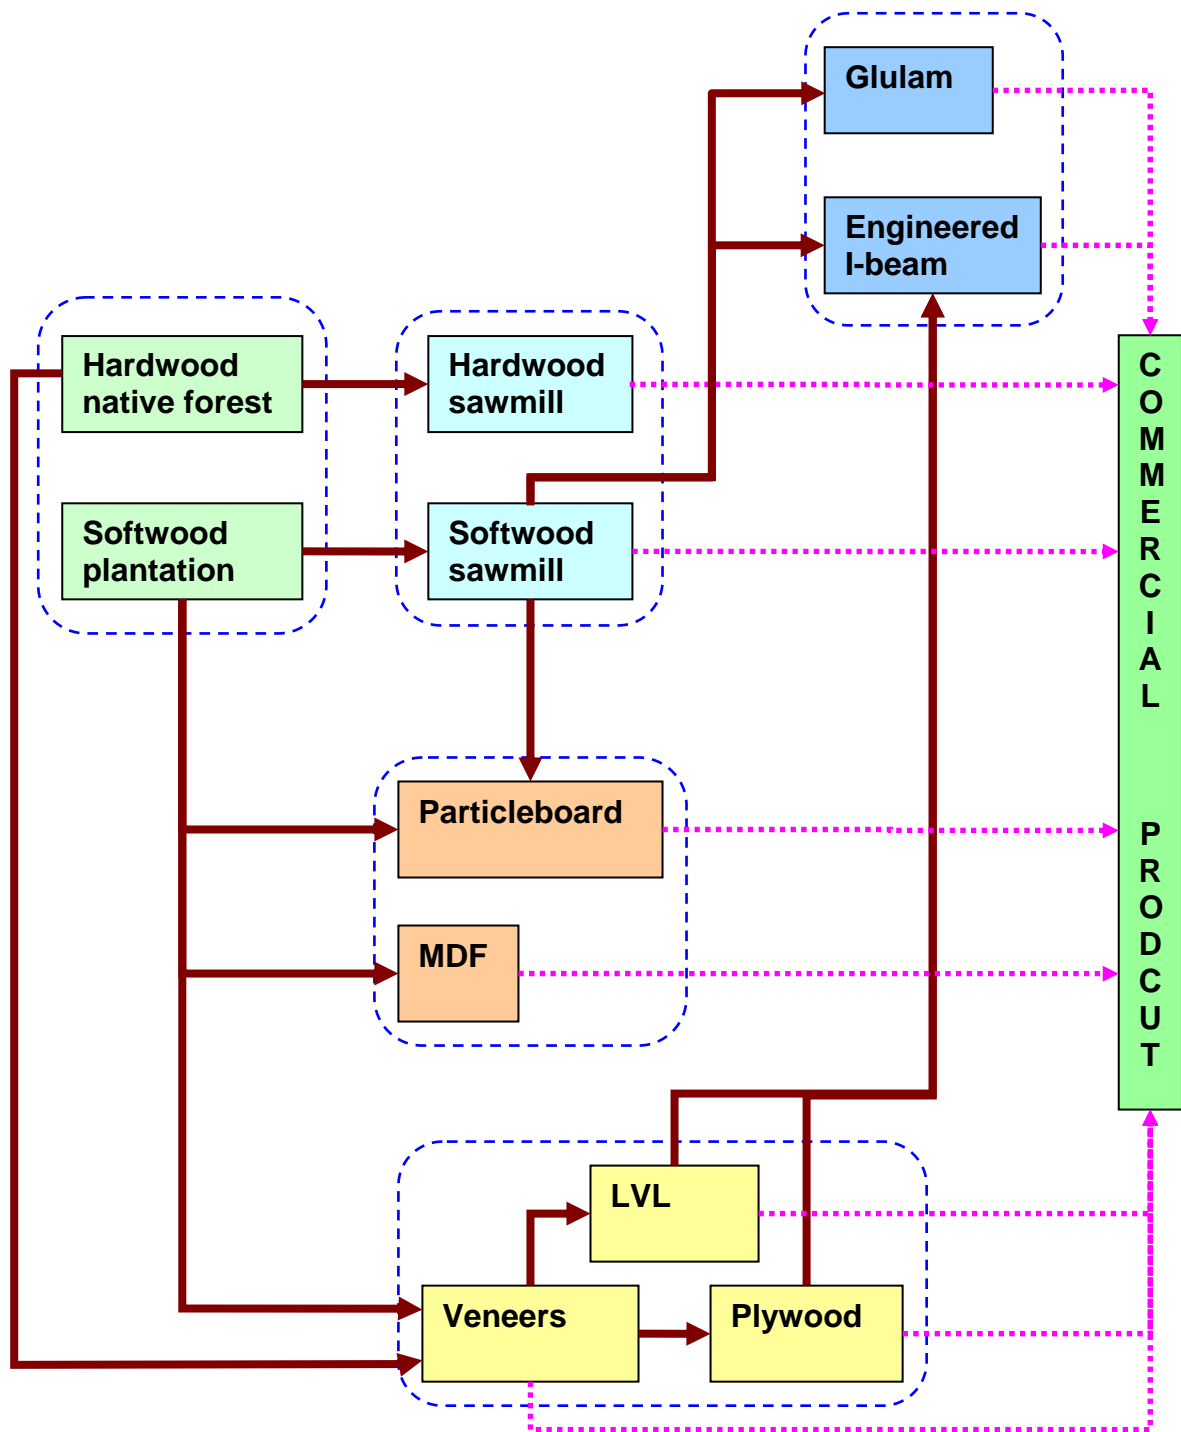 Glulam
Engineered
I-beam
Hardwood
native forest
Hardwood
sawmill
Softwood
plantation
Softwood
sawmill
Particleboard
MDF
LVL
Veneers
Plywood
C
O
M
M
E
R
C
I
A
L
P
R
O
D
C
U
T